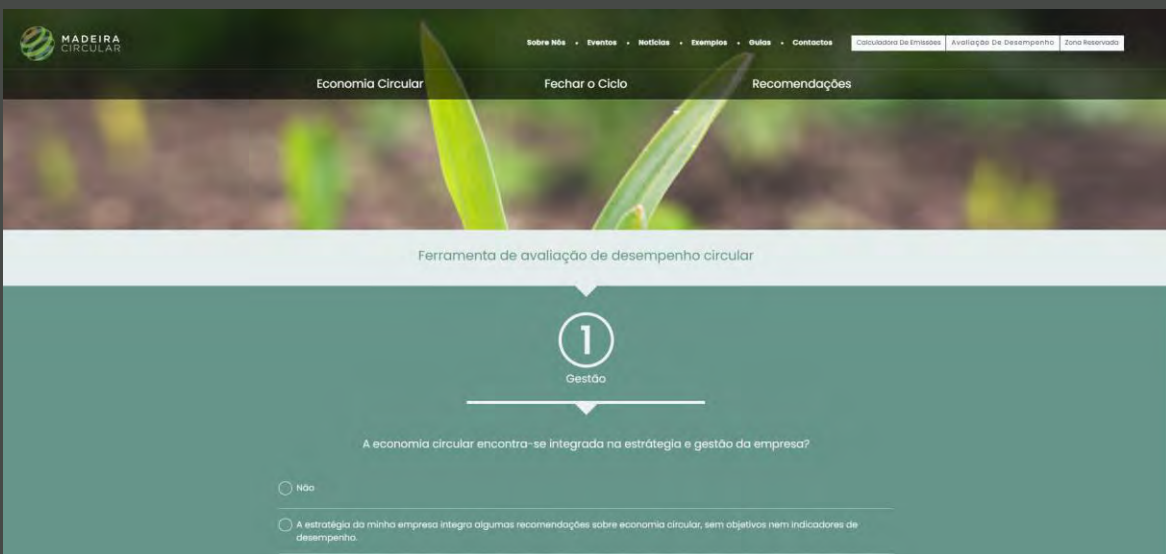 MADEIRA
CIRCULAR
Sobre Nós • Eventos • Notícias • Exemplos • Guias • Contactos
Calculadora De Emissões
Avaliação De Desempenho
Zona Reservada
Economia Circular
Fechar o Ciclo
Recomendações
Ferramenta de avaliação de desempenho circular
1
Gestão
A economia circular encontra-se integrada na estrátegia e gestão da empresa?
Não
A estratégia da minha empresa integra algumas recomendações sobre economia circular, sem objetivos nem indicadores de
desempenho.